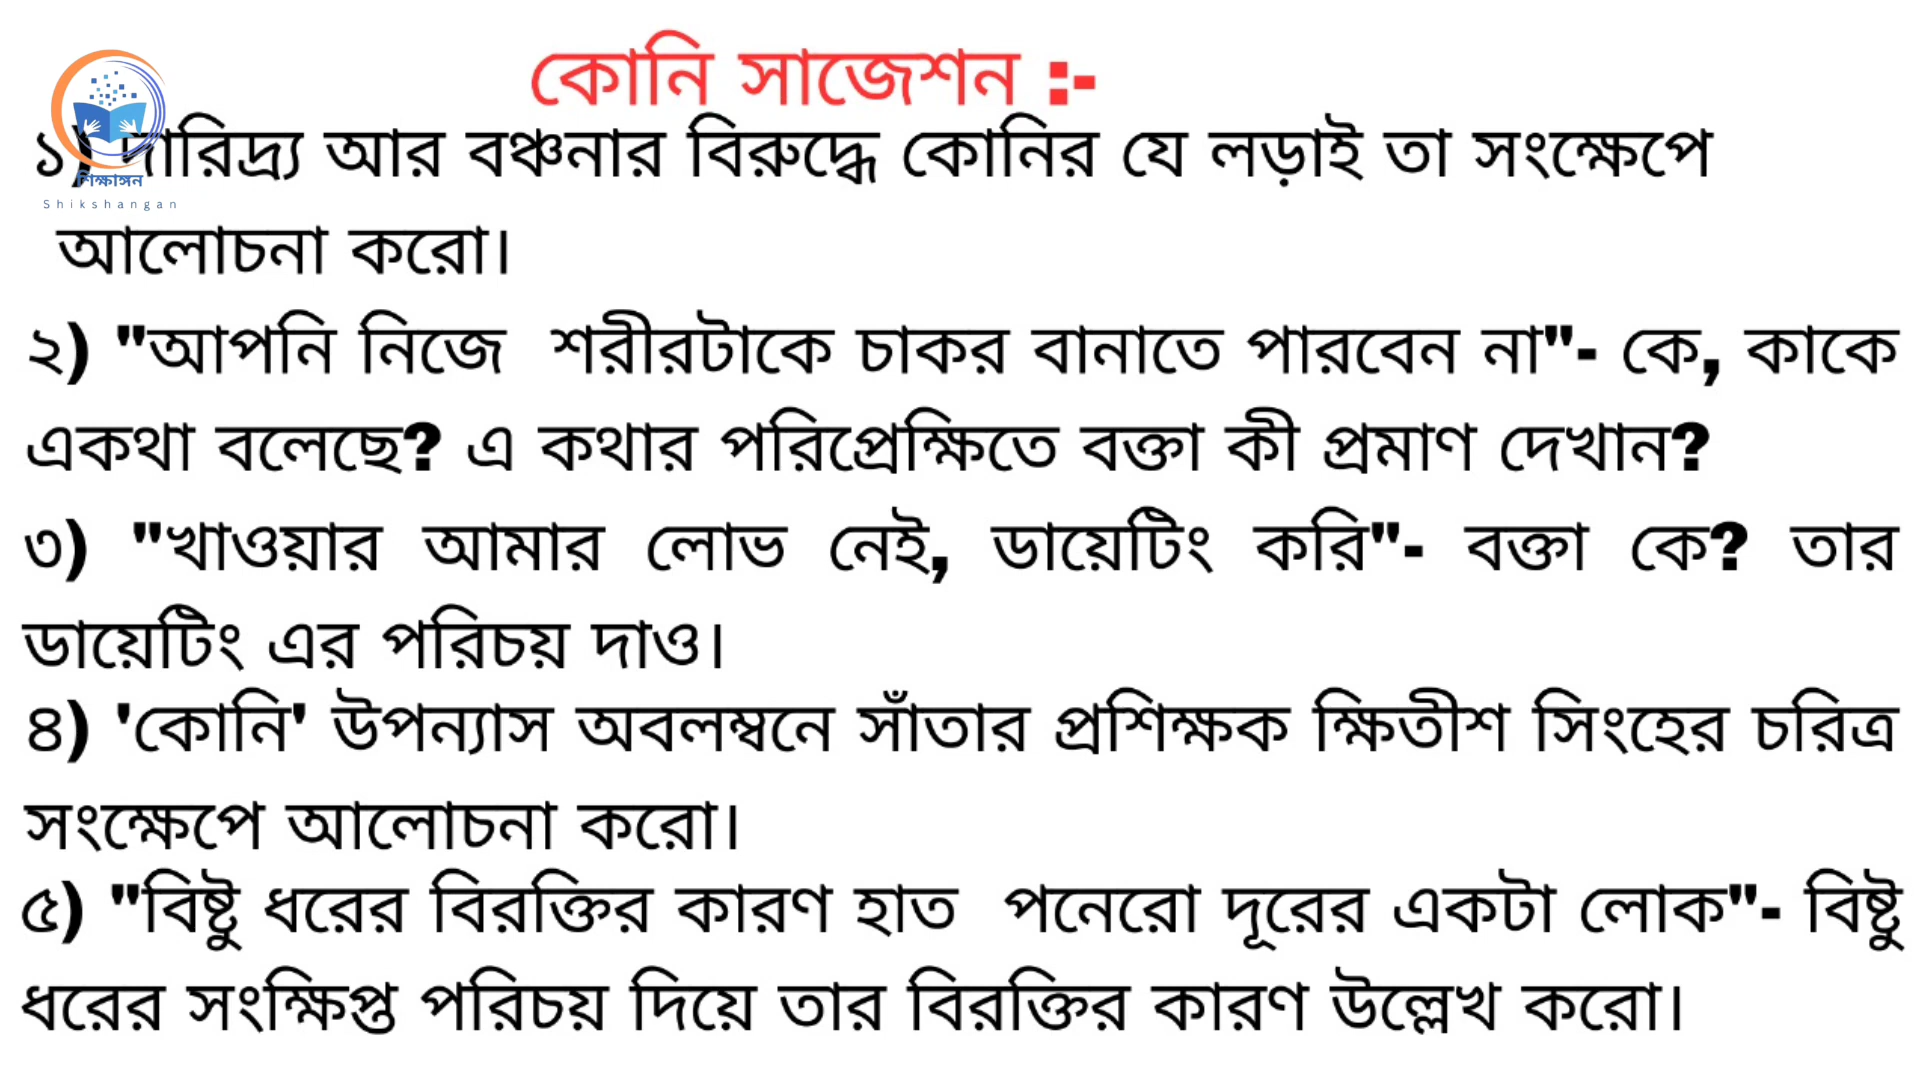 কোনি সাজেশন :-
১) দারিদ্র্য আর বঞ্চনার বিরুদ্ধে কোনির যে লড়াই তা সংক্ষেপে
শিক্ষাঙ্গন
Shikshangan
আলোচনা করো।
২) "আপনি নিজে শরীরটাকে চাকর বানাতে পারবেন না"- কে, কাকে
একথা বলেছে? এ কথার পরিপ্রেক্ষিতে বক্তা কী প্রমাণ দেখান?
৩) "খাওয়ার আমার লোভ নেই, ডায়েটিং করি"- বক্তা কে? তার
ডায়েটিং এর পরিচয় দাও।
৪) 'কোনি' উপন্যাস অবলম্বনে সাঁতার প্রশিক্ষক ক্ষিতীশ সিংহের চরিত্র
সংক্ষেপে আলোচনা করো।
৫) "বিষ্টু ধরের বিরক্তির কারণ হাত পনেরো দূরের একটা লোক"- বিষ্টু
ধরের সংক্ষিপ্ত পরিচয় দিয়ে তার বিরক্তির কারণ উল্লেখ করো।